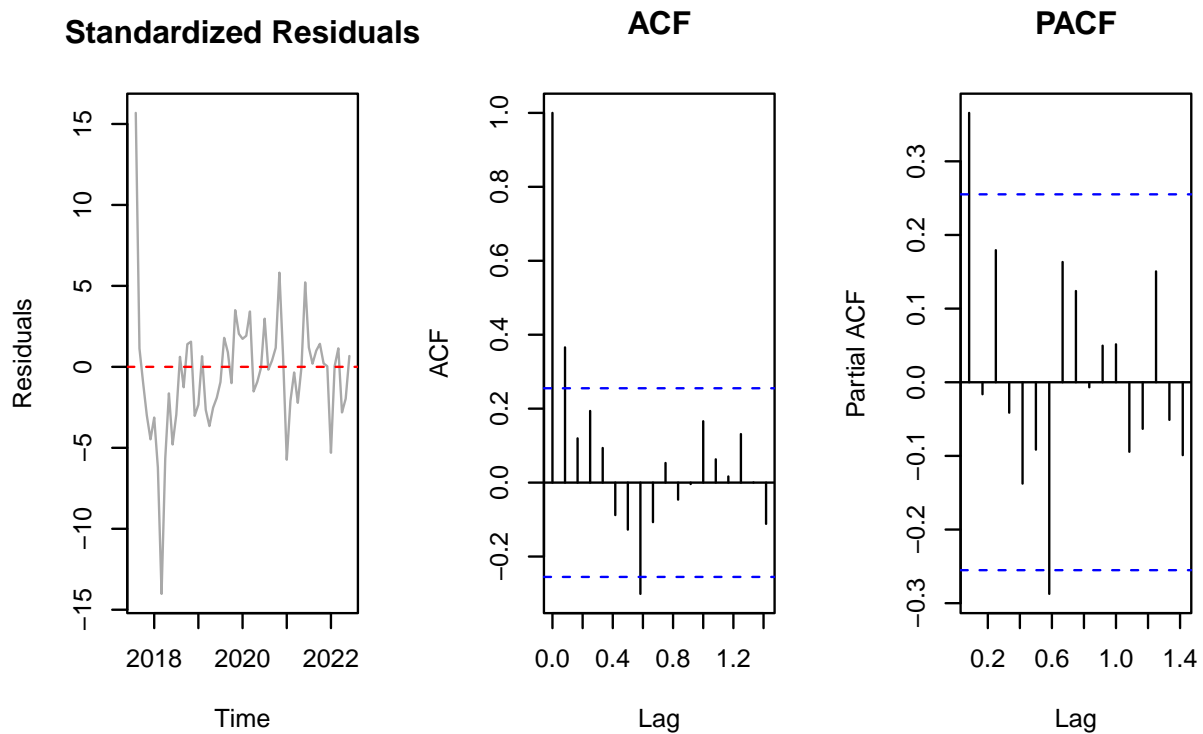 Standardized Residuals
Residuals
15
10
5
0
−5
−10
−15
2018 2020 2022
Time
ACF
ACF
1.0
0.8
0.6
0.4
0.2
0.0
−0.2
0.0 0.4 0.8 1.2
Lag
PACF
Partial ACF
0.3
0.2
0.1
0.0
−0.1
−0.2
−0.3
0.2 0.6 1.0 1.4
Lag